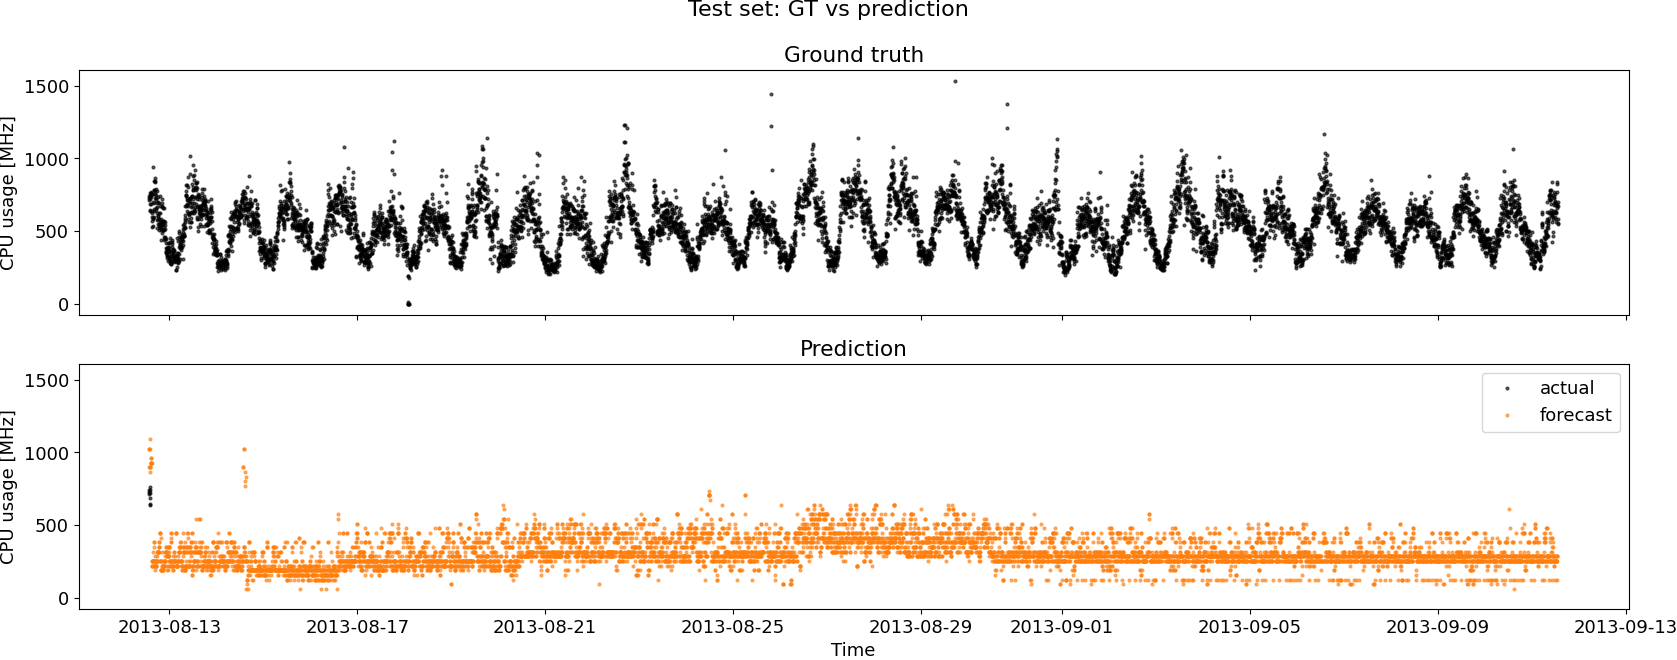 Test set: GT vs prediction
Ground truth
CPU usage [MHz]
1500
1000
500
0
Prediction
CPU usage [MHz]
1500
1000
500
0
actual
forecast
2013-08-13 2013-08-17 2013-08-21 2013-08-25 2013-08-29 2013-09-01 2013-09-05 2013-09-09 2013-09-13
Time